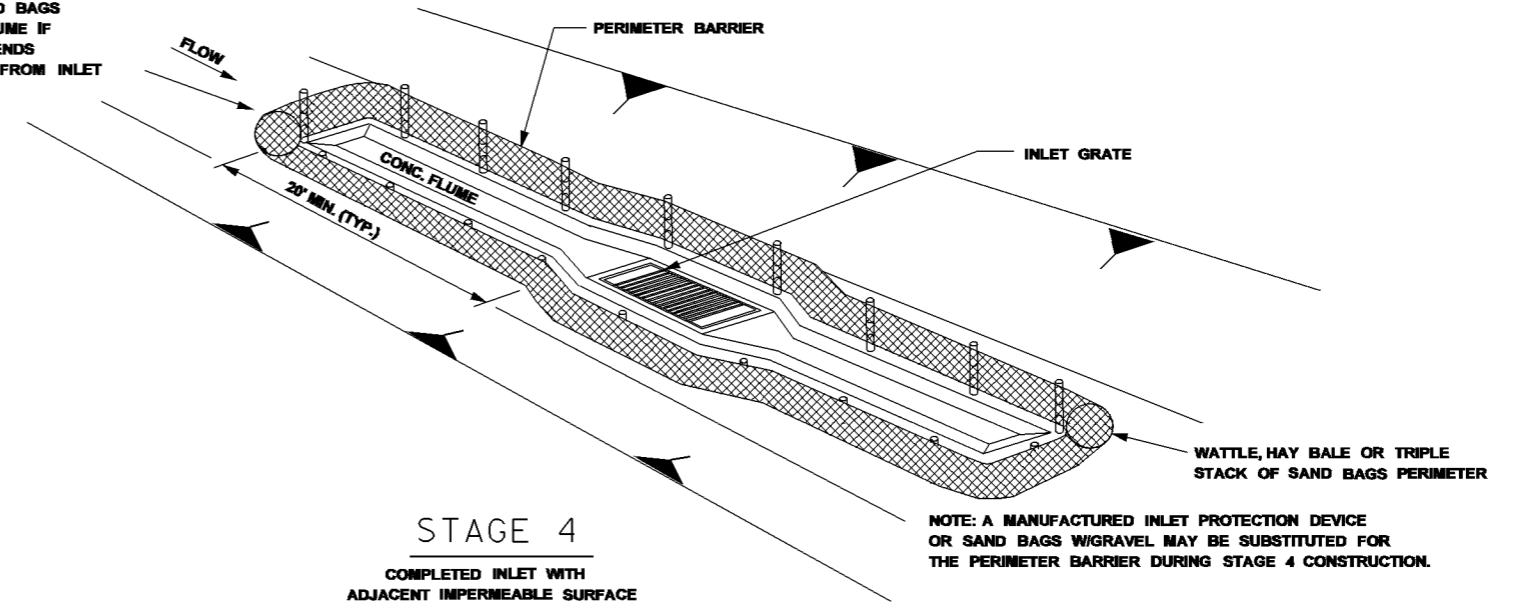 BAGS
IF
FROM INLET
FLOW
PERIMETER BARRIER
INLET GRATE
CONC. FLUME
20' MIN. (TYP.)
WATTLE, HAY BALE OR TRIPLE
STACK OF SAND BAGS PERIMETER
NOTE: A MANUFACTURED INLET PROTECTION DEVICE
OR SAND BAGS W/GRAVEL MAY BE SUBSTITUTED FOR
THE PERIMETER BARRIER DURING STAGE 4 CONSTRUCTION.
STAGE 4
COMPLETED INLET WITH
ADJACENT IMPERMEABLE SURFACE